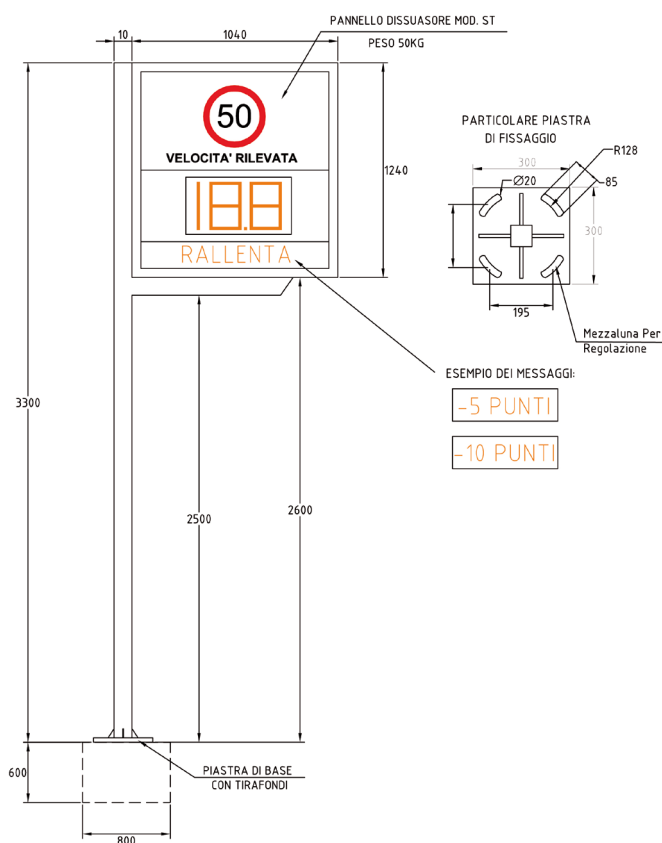 PANNELLO DISSUASORE MOD. ST
PESO 50KG
10
1040
50
VELOCITA' RILEVATA
18.8
RALLENTA
1240
PARTICOLARE PIASTRA
DI FISSAGGIO
300
R128
Ø20
85
300
195
Mezzaluna Per
Regolazione
ESEMPIO DEI MESSAGGI:
-5 PUNTI
-10 PUNTI
3300
2500
2600
600
PIASTRA DI BASE
CON TIRAFONDI
800